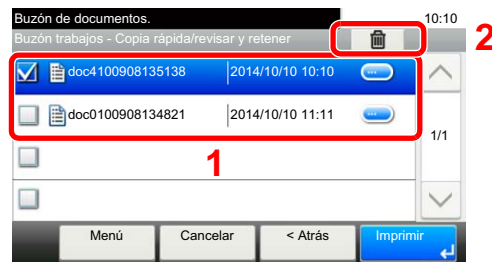 Buzón de documentos. 10:10
Buzón trabajos - Copia rápida/revisar y retener
2
doc4100908135138 2014/10/10 10:10
doc0100908134821 2014/10/10 11:11
1/1
1
Menú Cancelar < Atrás Imprimir